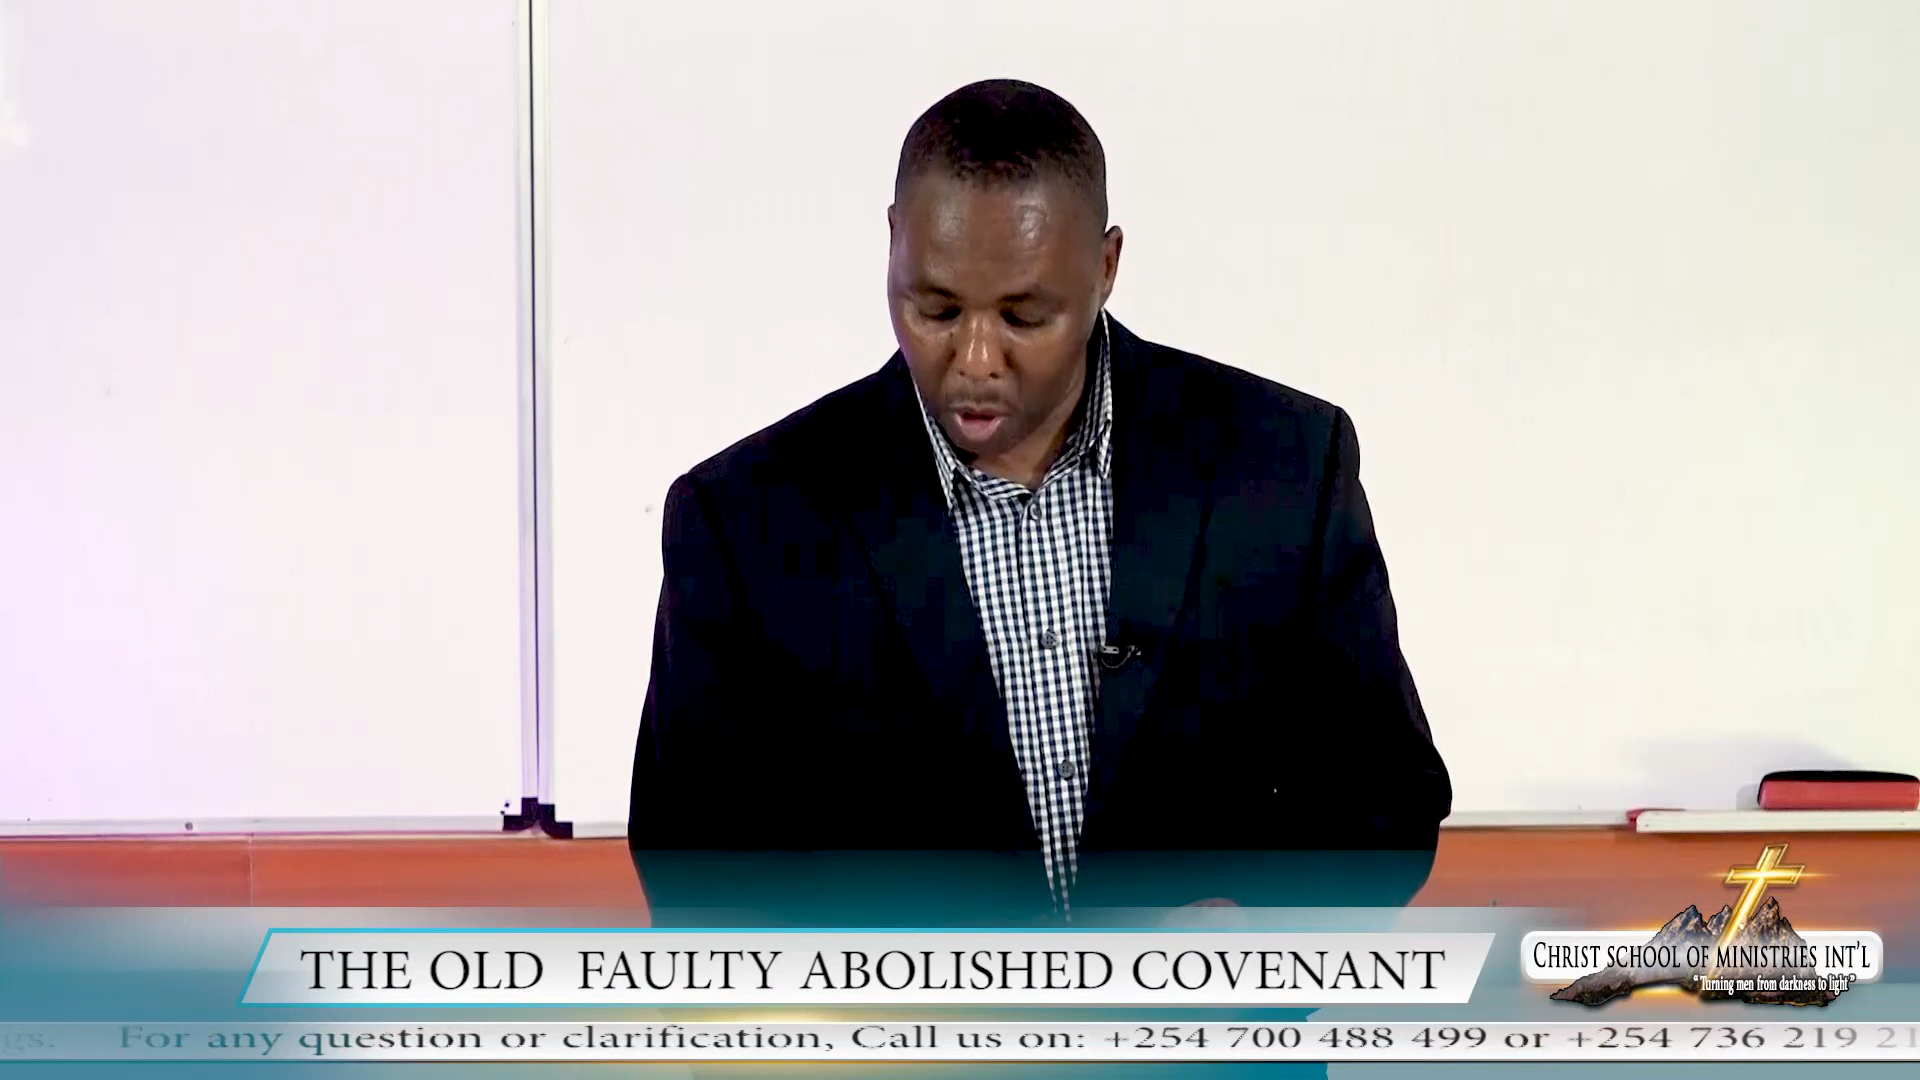 THE OLD FAULTY ABOLISHED COVENANT
CHRIST SCHOOL OF MINISTRIES INT'L
"Turning men from darkness to light"
For any question or clarification, Call us on: +254 700 488 499 or +254 736 219 21